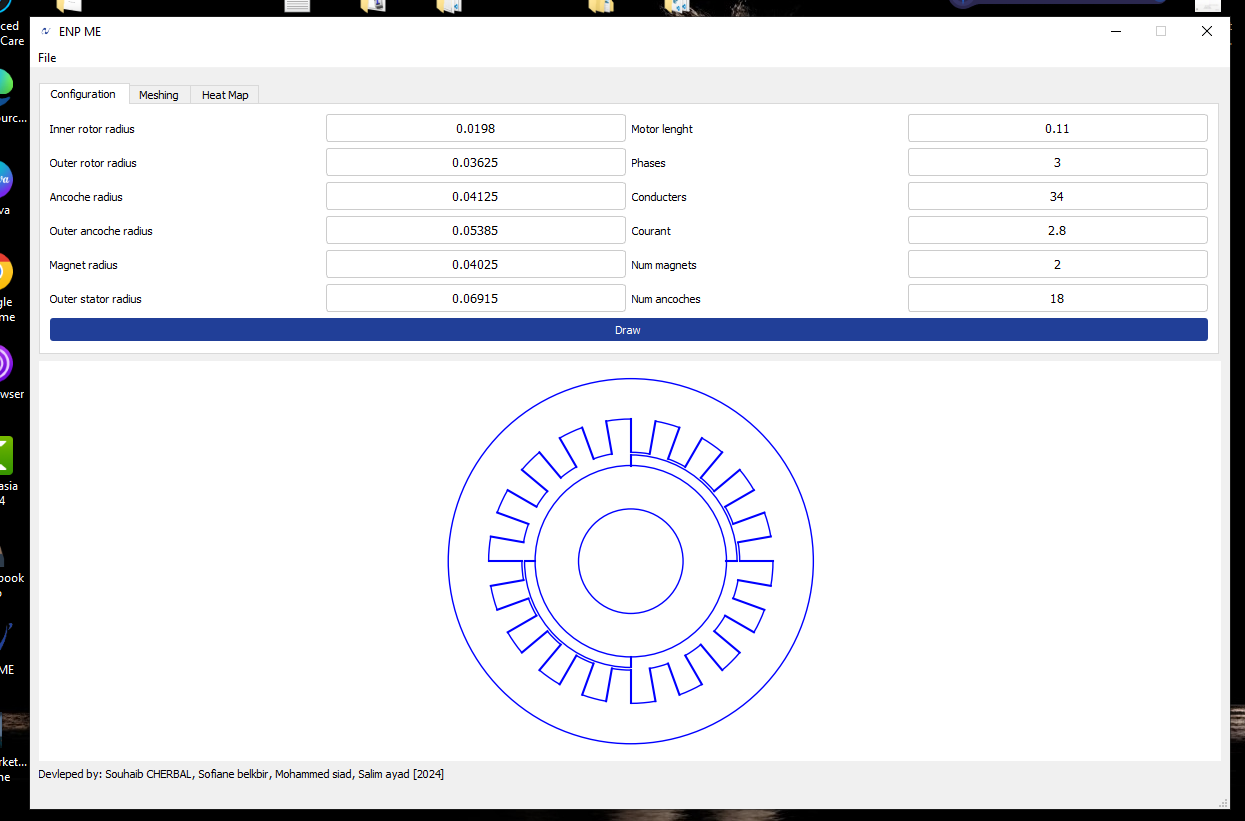 ced
Care
ENP ME
File
Configuration
Meshing
Heat Map
Inner rotor radius
0.0198
Motor lenght
0.11
Outer rotor radius
0.03625
Phases
3
Ancoche radius
0.04125
Conducters
34
Outer ancoche radius
0.05385
Courant
2.8
Magnet radius
0.04025
Num magnets
2
Outer stator radius
0.06915
Num ancoches
18
Draw
Devleped by: Souhaib CHERBAL, Sofiane belkbir, Mohammed siad, Salim ayad [2024]
urc...
va
gle
me
wser
asia
4
book
ME
rket...
ne